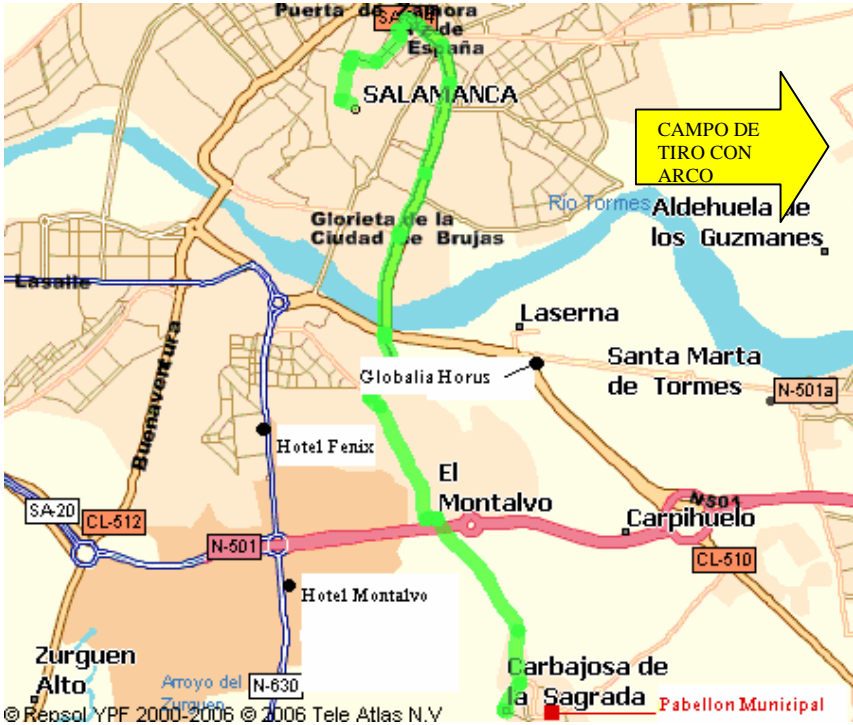 Puerta de Zamora
Pz de
España
SALAMANCA
CAMPO DE
TIRO CON
ARCO
Río Tormes
Aldehuela de
los Guzmanes
Glorieta de la
Ciudad de Brujas
Lasalle
Laserna
Santa Marta
de Tormes
N-501a
Globalia Horus
Buenaventura
Hotel Fenix
El
Montalvo
SA-20
CL-512
N-501
N-501
Carpihuelo
CL-510
Hotel Montalvo
Zurguen
Alto
Arroyo del
Zurguen
N-630
Carbajosa de
la Sagrada
Pabellon Municipal
© Repsol YPF 2000-2006 © 2006 Tele Atlas N.V